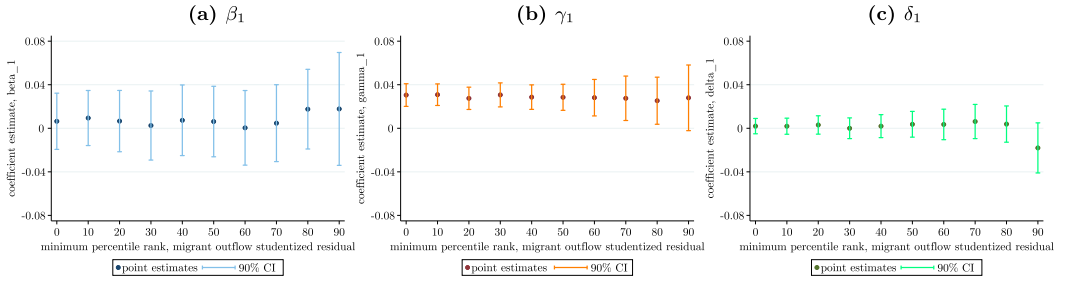 (a) β₁
coefficient estimate, beta_1
0.08
0.04
0
-0.04
-0.08
0 10 20 30 40 50 60 70 80 90
minimum percentile rank, migrant outflow studentized residual
point estimates 90% CI
(b) γ₁
coefficient estimate, gamma_1
0.08
0.04
0
-0.04
-0.08
0 10 20 30 40 50 60 70 80 90
minimum percentile rank, migrant outflow studentized residual
point estimates 90% CI
(c) δ₁
coefficient estimate, delta_1
0.08
0.04
0
-0.04
-0.08
0 10 20 30 40 50 60 70 80 90
minimum percentile rank, migrant outflow studentized residual
point estimates 90% CI